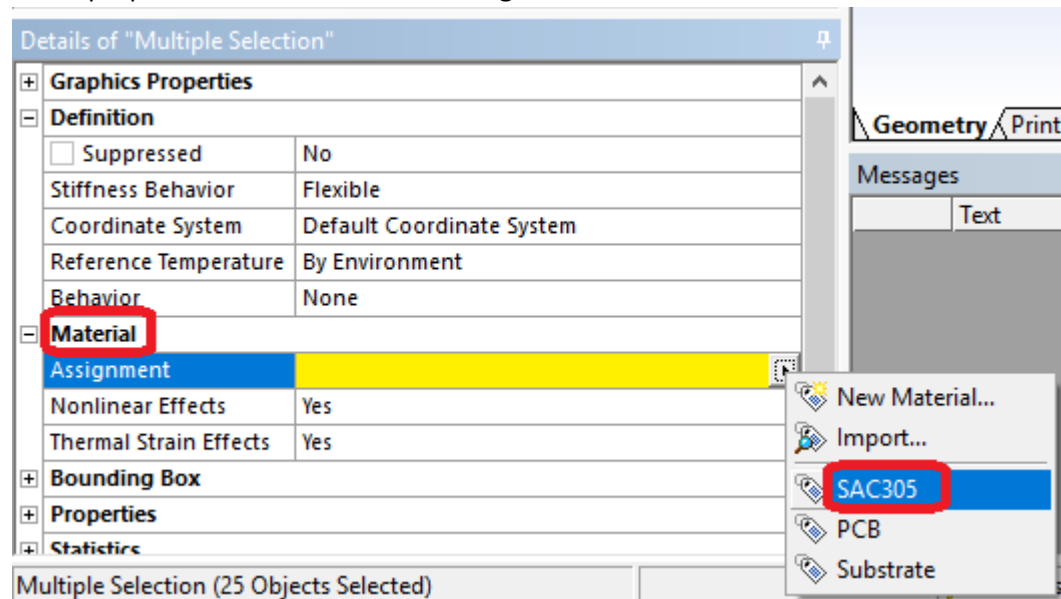 Details of "Multiple Selection"
Graphics Properties
Definition
Suppressed No
Stiffness Behavior Flexible
Coordinate System Default Coordinate System
Reference Temperature By Environment
Behavior None
Material
Assignment
Nonlinear Effects Yes
Thermal Strain Effects Yes
Bounding Box
Properties
Statistics
Multiple Selection (25 Objects Selected)
Geometry Print
Messages
Text
New Material...
Import...
SAC305
PCB
Substrate